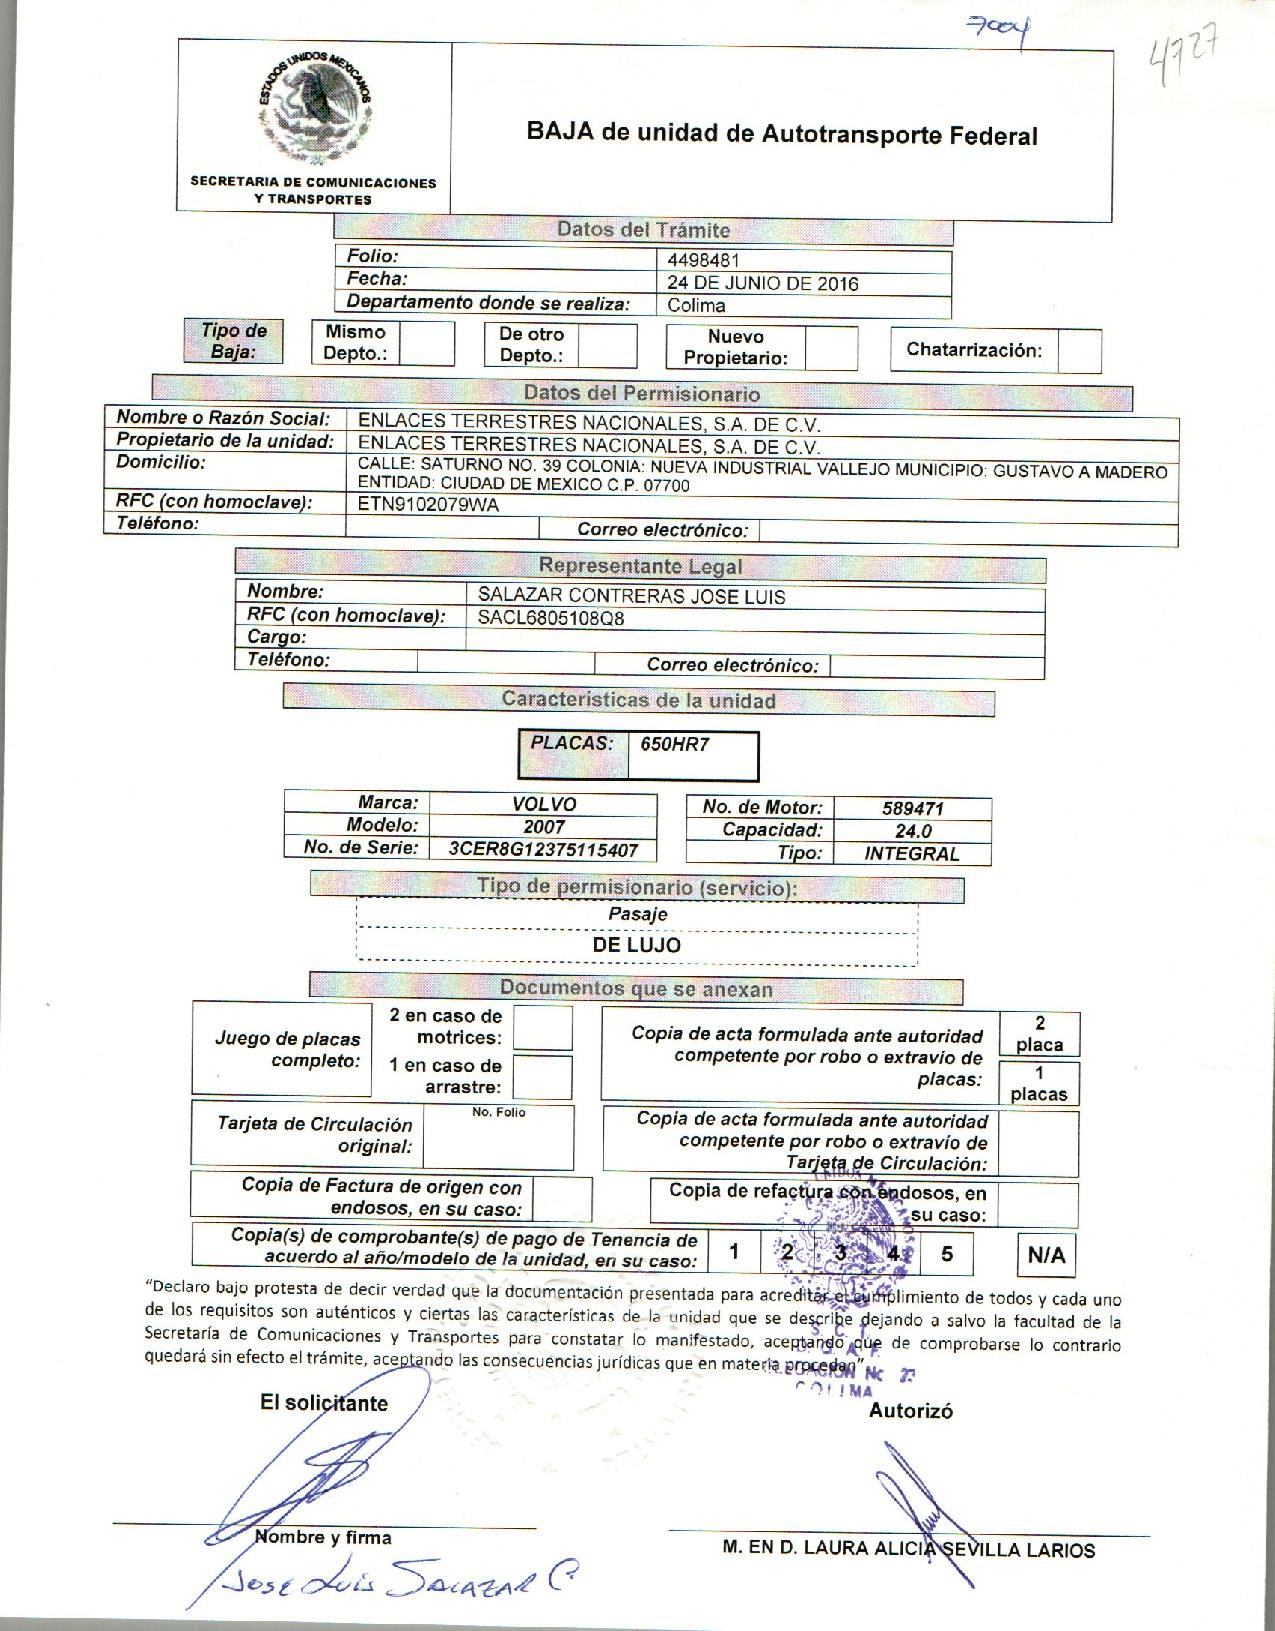 7004
4727
ESTADOS UNIDOS MEXICANOS
SECRETARIA DE COMUNICACIONES
Y TRANSPORTES
BAJA de unidad de Autotransporte Federal
Datos del Trámite
Folio: 4498481
Fecha: 24 DE JUNIO DE 2016
Departamento donde se realiza: Colima
Tipo de Baja: Mismo Depto.: De otro Depto.: Nuevo Propietario: Chatarrización:
Datos del Permisionario
Nombre o Razón Social: ENLACES TERRESTRES NACIONALES, S.A. DE C.V.
Propietario de la unidad: ENLACES TERRESTRES NACIONALES, S.A. DE C.V.
Domicilio: CALLE: SATURNO NO. 39 COLONIA: NUEVA INDUSTRIAL VALLEJO MUNICIPIO: GUSTAVO A MADERO
ENTIDAD: CIUDAD DE MEXICO C.P. 07700
RFC (con homoclave): ETN9102079WA
Teléfono: Correo electrónico:
Representante Legal
Nombre: SALAZAR CONTRERAS JOSE LUIS
RFC (con homoclave): SACL6805108Q8
Cargo:
Teléfono: Correo electrónico:
Características de la unidad
PLACAS: 650HR7
Marca: VOLVO No. de Motor: 589471
Modelo: 2007 Capacidad: 24.0
No. de Serie: 3CER8G12375115407 Tipo: INTEGRAL
Tipo de permisionario (servicio):
Pasaje
DE LUJO
Documentos que se anexan
Juego de placas completo:
2 en caso de motrices:
1 en caso de arrastre:
Copia de acta formulada ante autoridad
competente por robo o extravío de
placas:
2 placa
1 placas
Tarjeta de Circulación original:
No. Folio
Copia de acta formulada ante autoridad
competente por robo o extravío de
Tarjeta de Circulación:
Copia de Factura de origen con
endosos, en su caso:
Copia de refactura con endosos, en
su caso:
Copia(s) de comprobante(s) de pago de Tenencia de
acuerdo al año/modelo de la unidad, en su caso:
1 2 3 4 5 N/A
“Declaro bajo protesta de decir verdad que la documentación presentada para acreditar el cumplimiento de todos y cada uno
de los requisitos son auténticos y ciertas las características de la unidad que se describe dejando a salvo la facultad de la
Secretaría de Comunicaciones y Transportes para constatar lo manifestado, aceptando que de comprobarse lo contrario
quedará sin efecto el trámite, aceptando las consecuencias jurídicas que en materia procedan”
S. C. T.
COLIMA
El solicitante
Autorizó
Nombre y firma
M. EN D. LAURA ALICIA SEVILLA LARIOS
JOSE LUIS SALAZAR C.